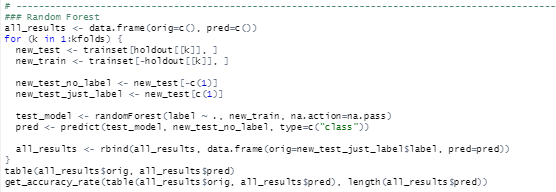 # ------------------------------------------------------------------------------------
### Random Forest
all_results <- data.frame(orig=c(), pred=c())
for (k in 1:kfolds) {
  new_test <- trainset[holdout[[k]], ]
  new_train <- trainset[-holdout[[k]], ]
  new_test_no_label <- new_test[-c(1)]
  new_test_just_label <- new_test[c(1)]
  test_model <- randomForest(label ~ ., new_train, na.action=na.pass)
  pred <- predict(test_model, new_test_no_label, type=c("class"))
  all_results <- rbind(all_results, data.frame(orig=new_test_just_label$label, pred=pred))
}
table(all_results$orig, all_results$pred)
get_accuracy_rate(table(all_results$orig, all_results$pred), length(all_results$pred))